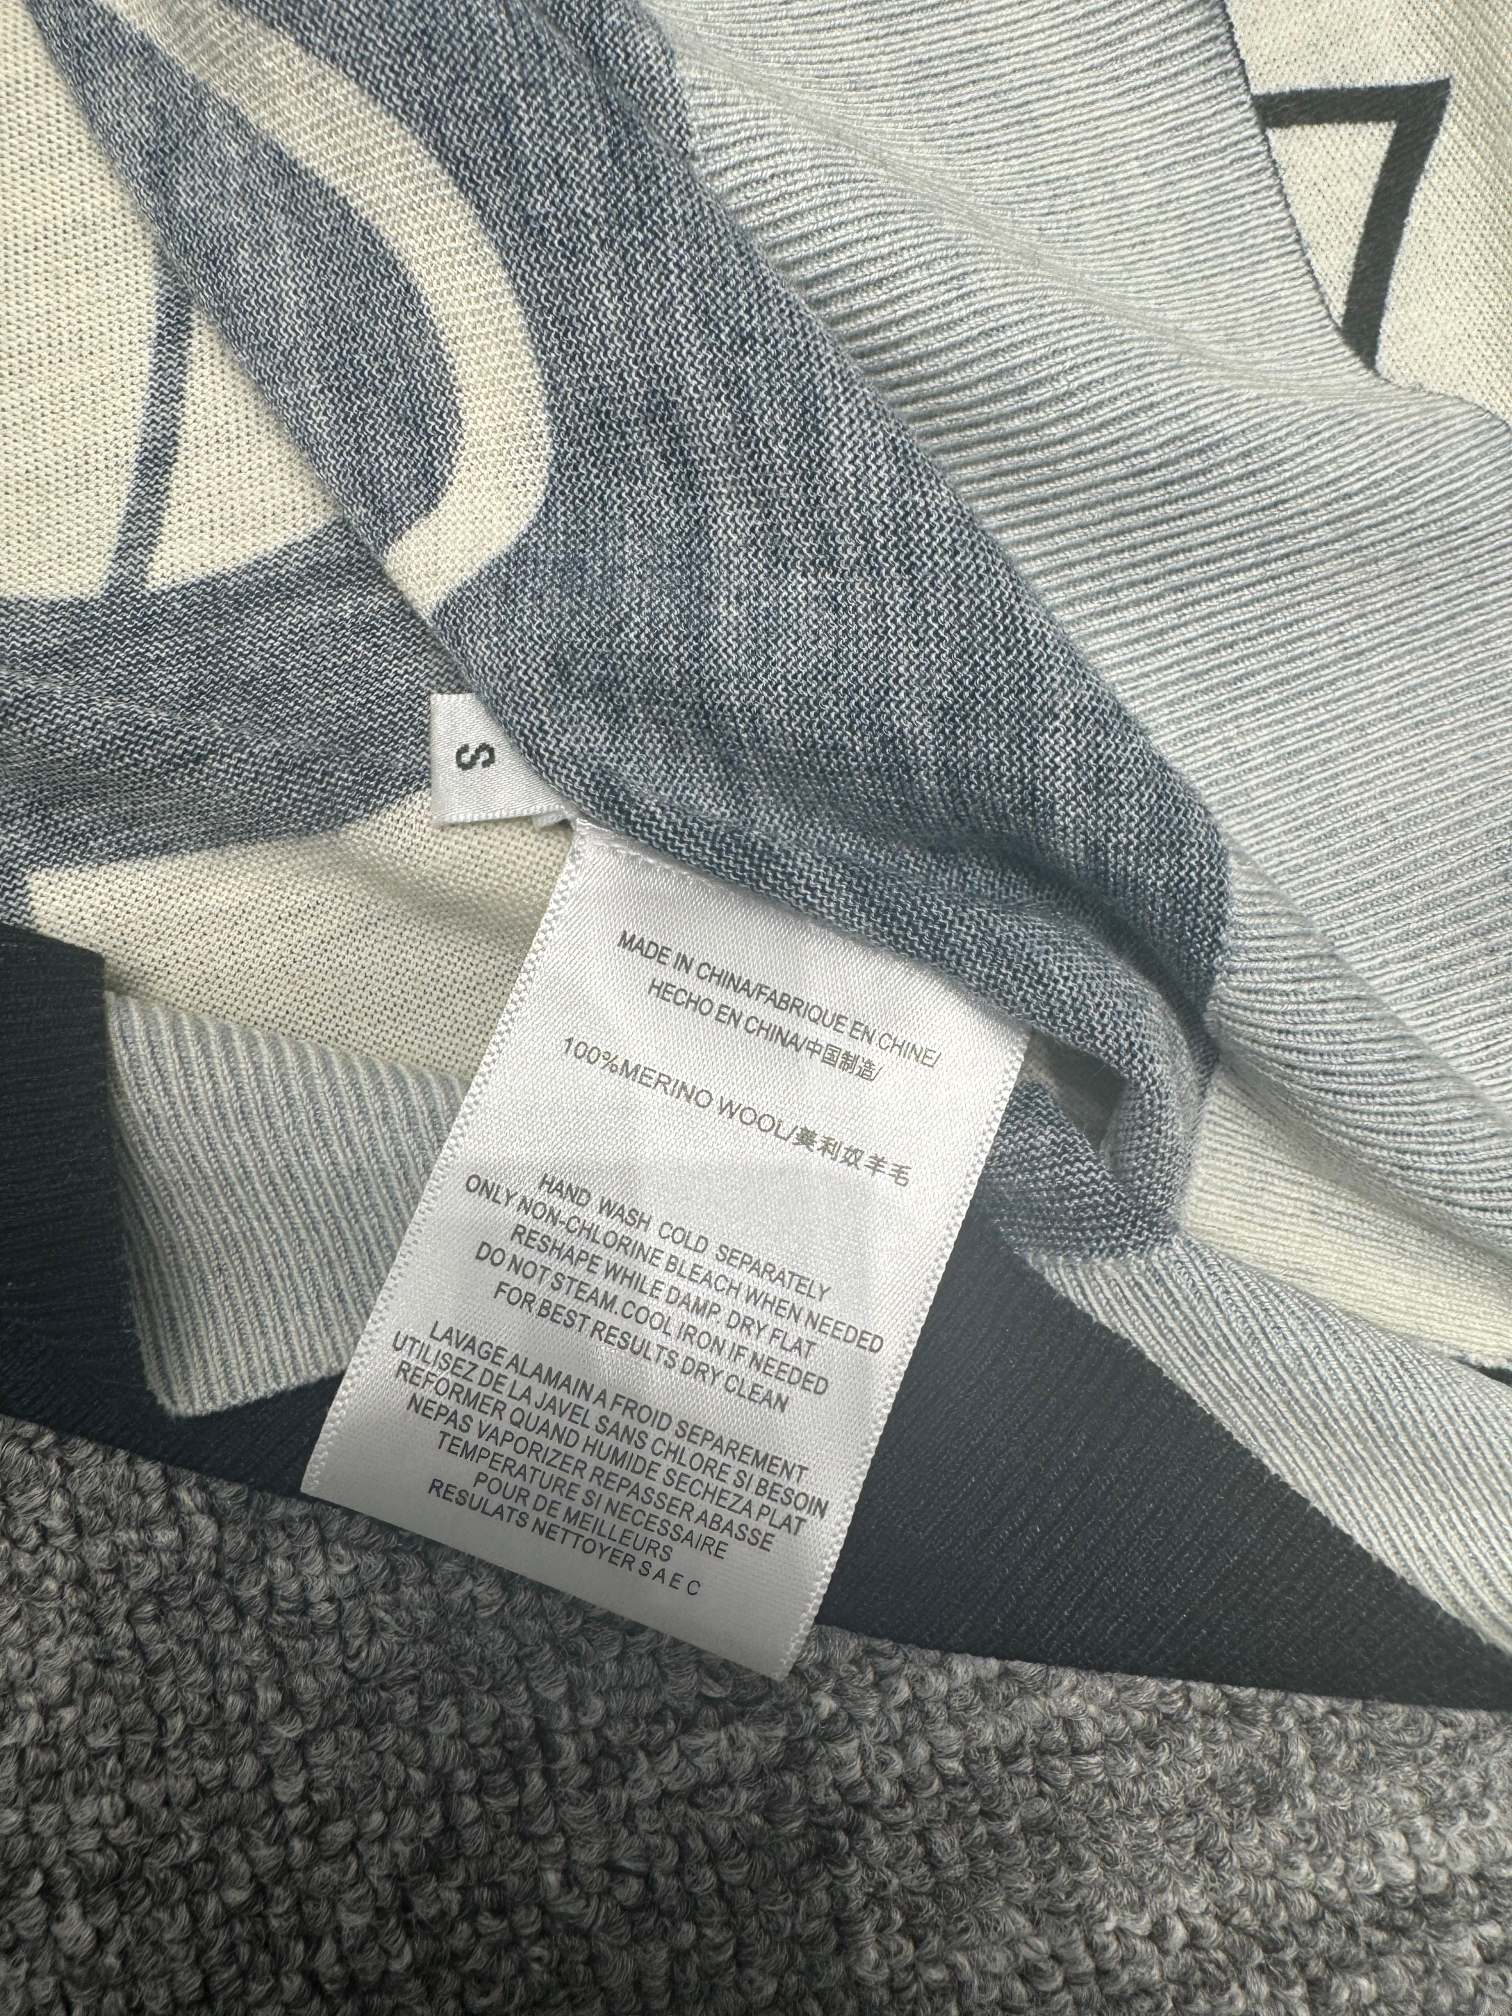 S
MADE IN CHINA/FABRIQUE EN CHINE/
HECHO EN CHINA/中国制造/
100%MERINO WOOL/羙利奴羊毛
HAND WASH COLD SEPARATELY
ONLY NON-CHLORINE BLEACH WHEN NEEDED
RESHAPE WHILE DAMP. DRY FLAT
DO NOT STEAM.COOL IRON IF NEEDED
FOR BEST RESULTS DRY CLEAN
LAVAGE ALAMAIN A FROID SEPAREMENT
UTILISEZ DE LA JAVEL SANS CHLORE SI BESOIN
REFORMER QUAND HUMIDE SECHEZA PLAT
NEPAS VAPORIZER REPASSER ABASSE
TEMPERATURE SI NECESSAIRE
POUR DE MEILLEURS
RESULATS NETTOYER S A E C